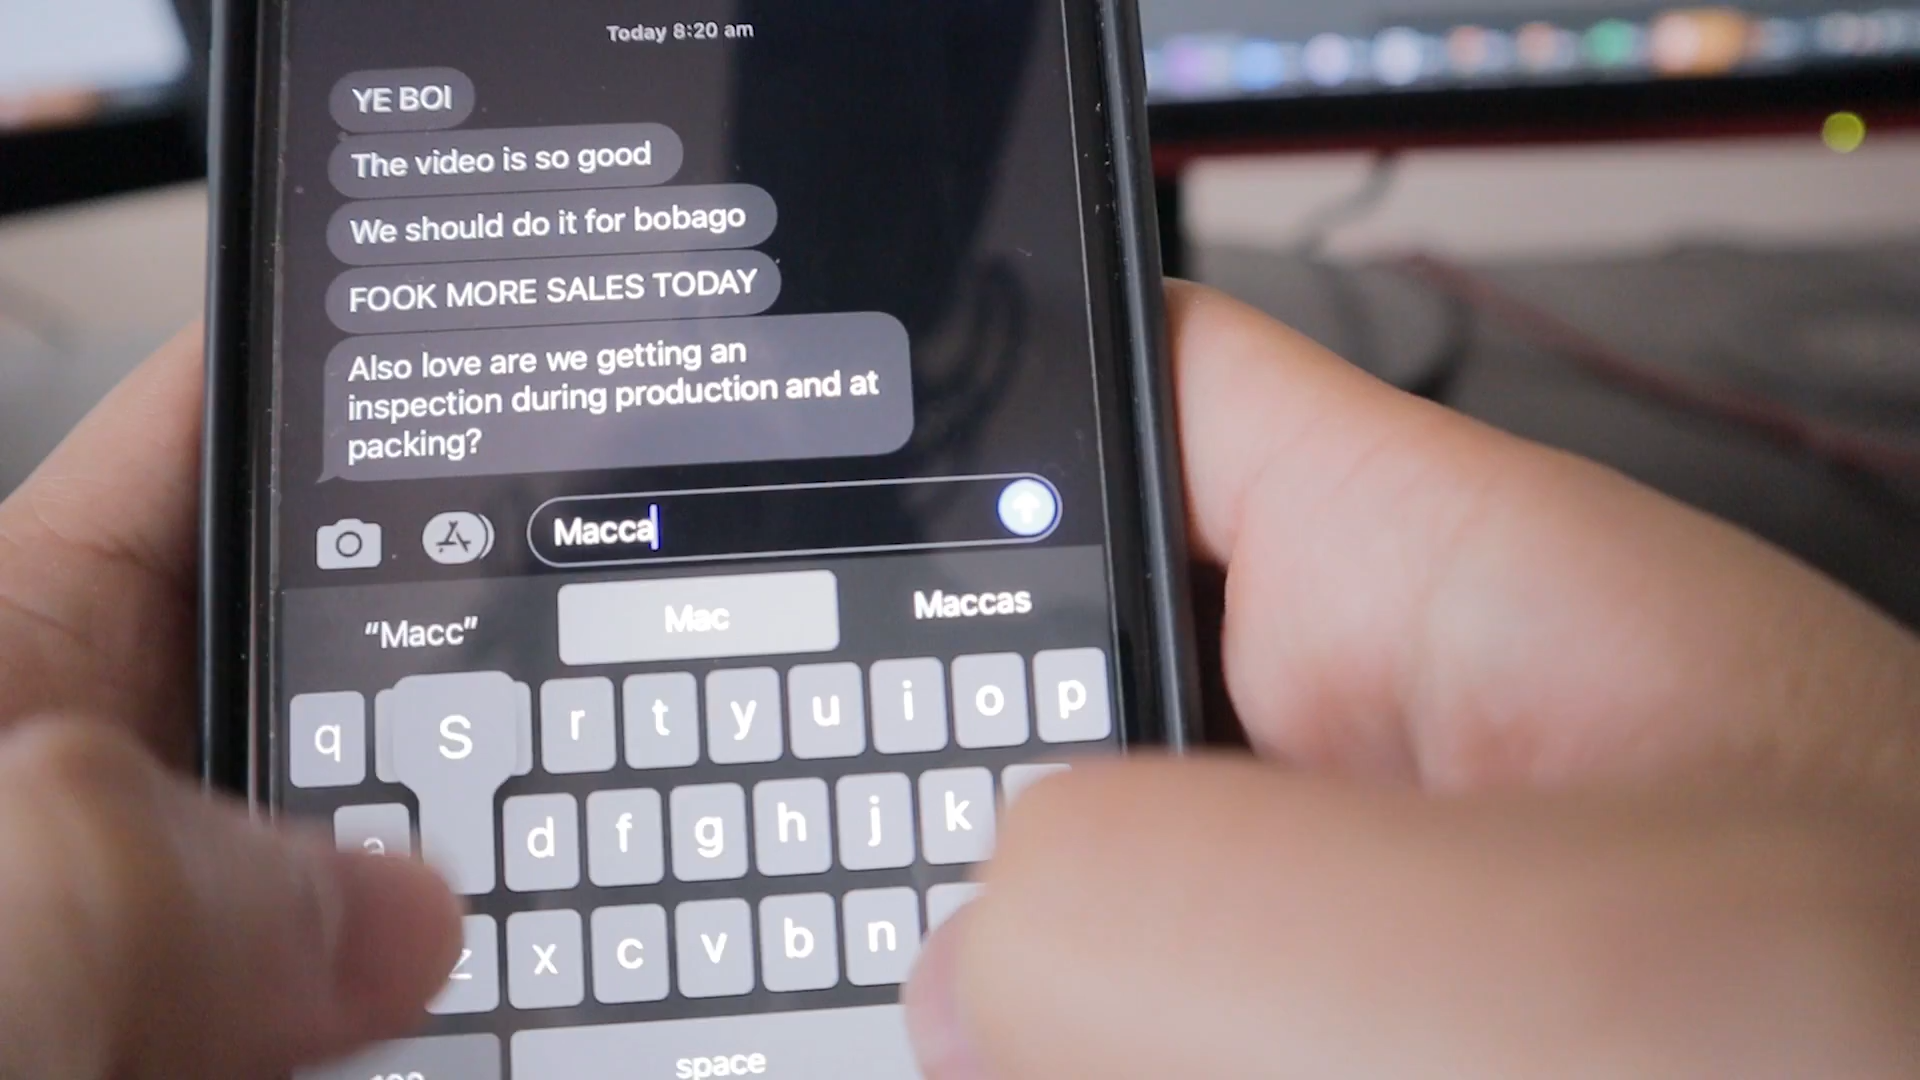 Today 8:20 am
YE BOI
The video is so good
We should do it for bobago
FOOK MORE SALES TODAY
Also love are we getting an
inspection during production and at
packing?
Macca
"Macc" Mac Maccas
q S r t y u i o p
a d f g h j k
z x c v b n
space